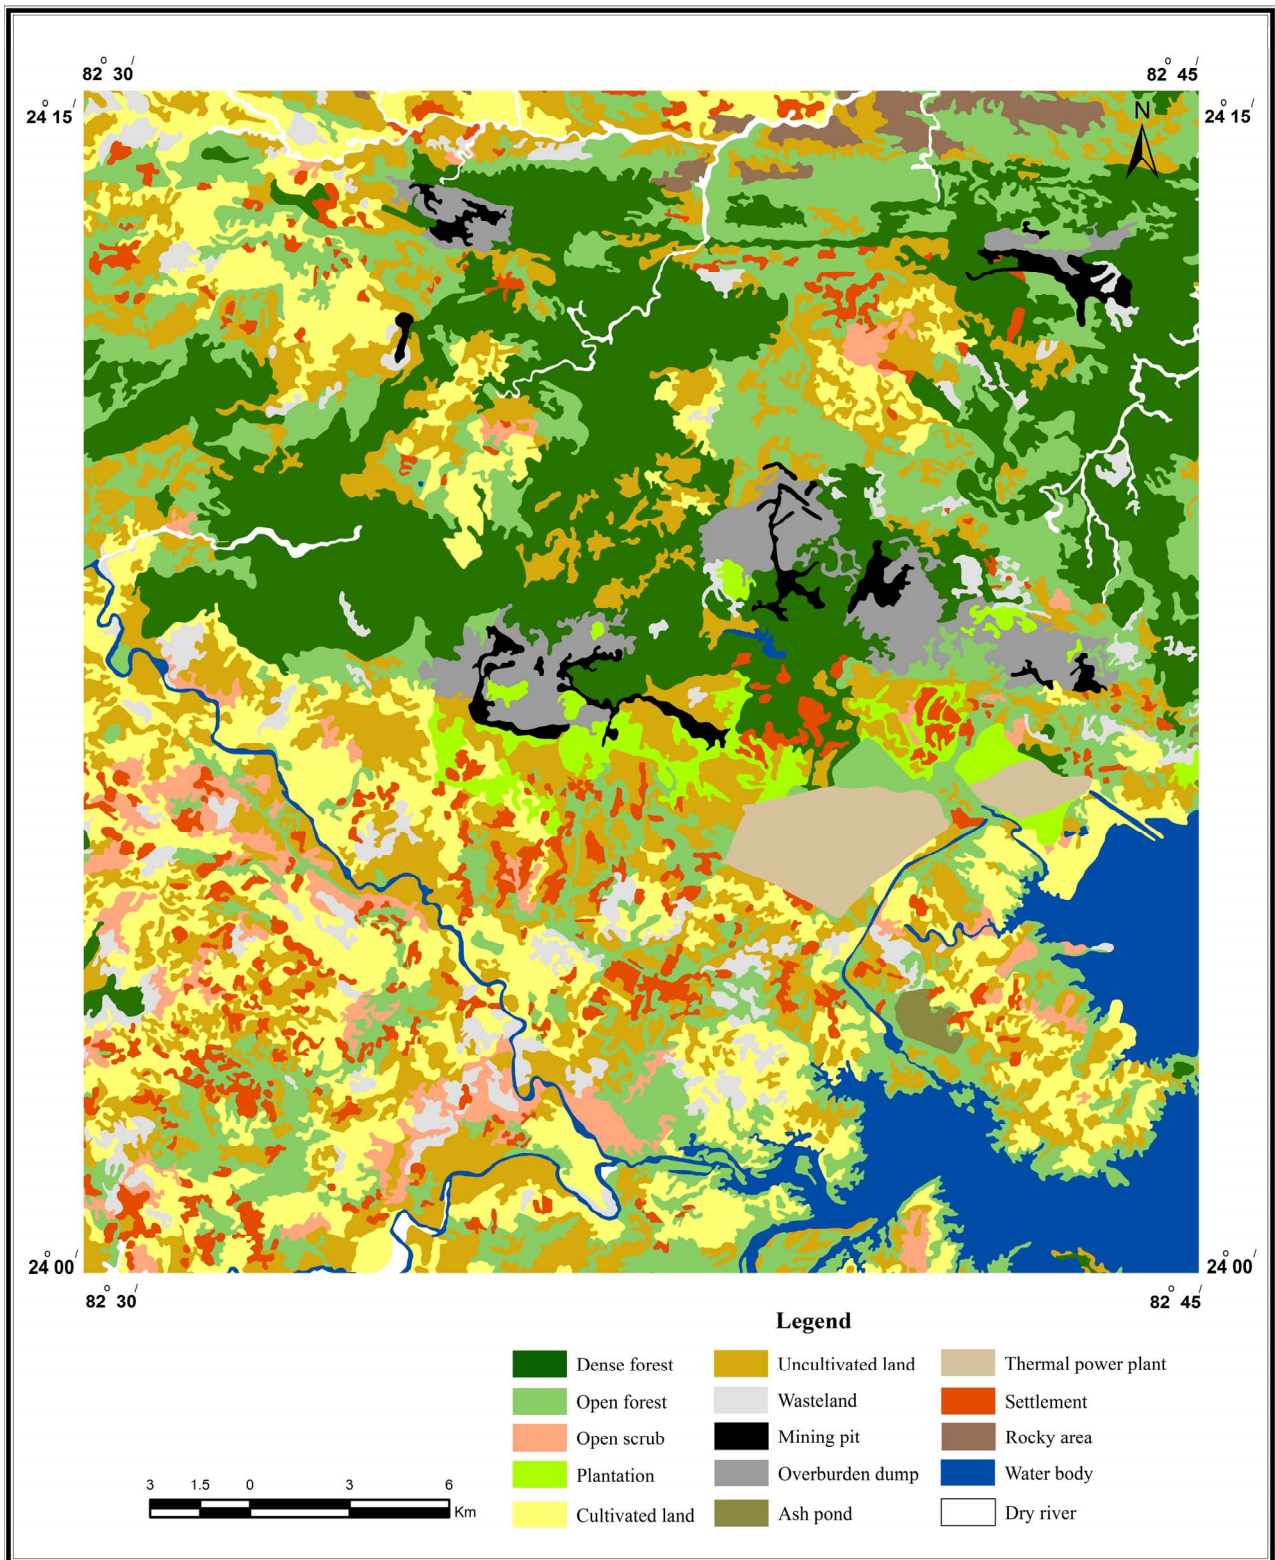 82° 30′
82° 45′
24° 15′
24° 15′
N
24° 00′
24° 00′
82° 30′
82° 45′
Legend
Dense forest
Uncultivated land
Thermal power plant
Open forest
Wasteland
Settlement
Open scrub
Mining pit
Rocky area
Plantation
Overburden dump
Water body
Cultivated land
Ash pond
Dry river
3 1.5 0 3 6
Km